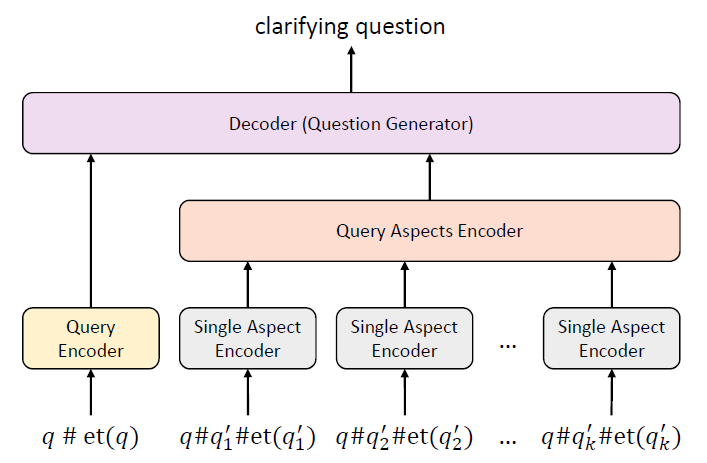 clarifying question
Decoder (Question Generator)
Query Aspects Encoder
Query
Encoder
Single Aspect
Encoder
Single Aspect
Encoder
...
Single Aspect
Encoder
q # et(q)
q#q′₁#et(q′₁)
q#q′₂#et(q′₂)
...
q#q′ₖ#et(q′ₖ)